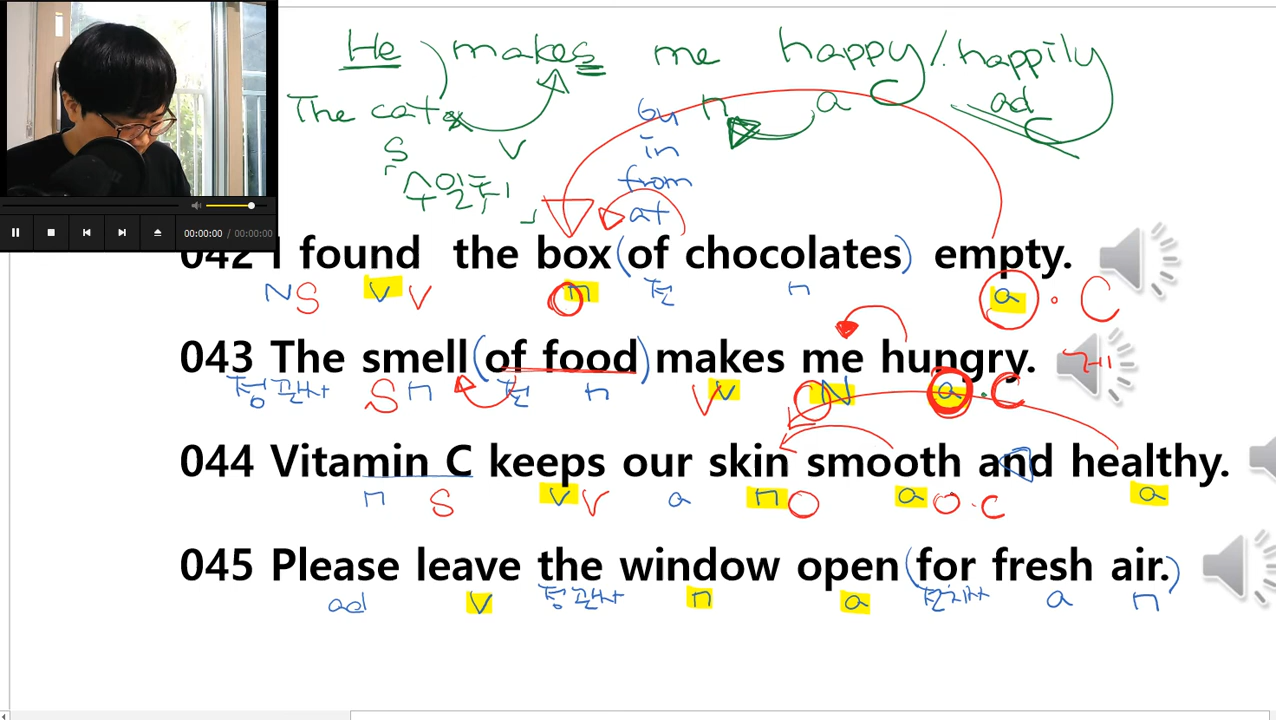 He makes me happy / happily
The cats n a ad
by
S V in
「수일치」 from
at
042 I found the box (of chocolates) empty.
N S v V n 전 n a · C
043 The smell (of food) makes me hungry.
정관사 S n 전 n V v O N a · C
044 Vitamin C keeps our skin smooth and healthy.
n S v V a n O a O · C a
045 Please leave the window open (for fresh air.)
ad v 정관사 n a 전치사 a n
00:00:00 / 00:00:00